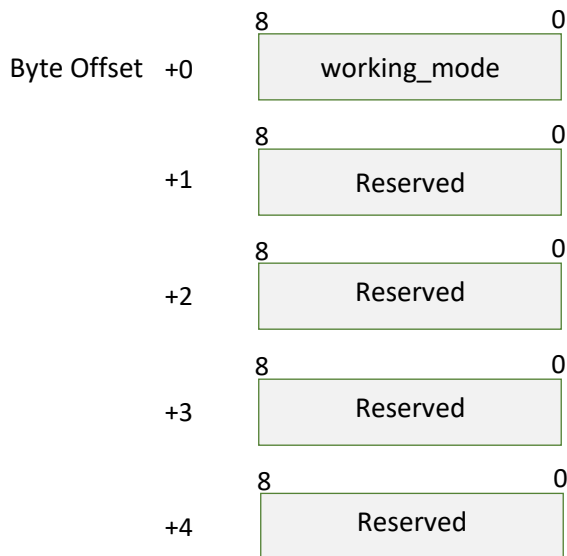 8 0
Byte Offset +0 working_mode
8 0
+1 Reserved
8 0
+2 Reserved
8 0
+3 Reserved
8 0
+4 Reserved